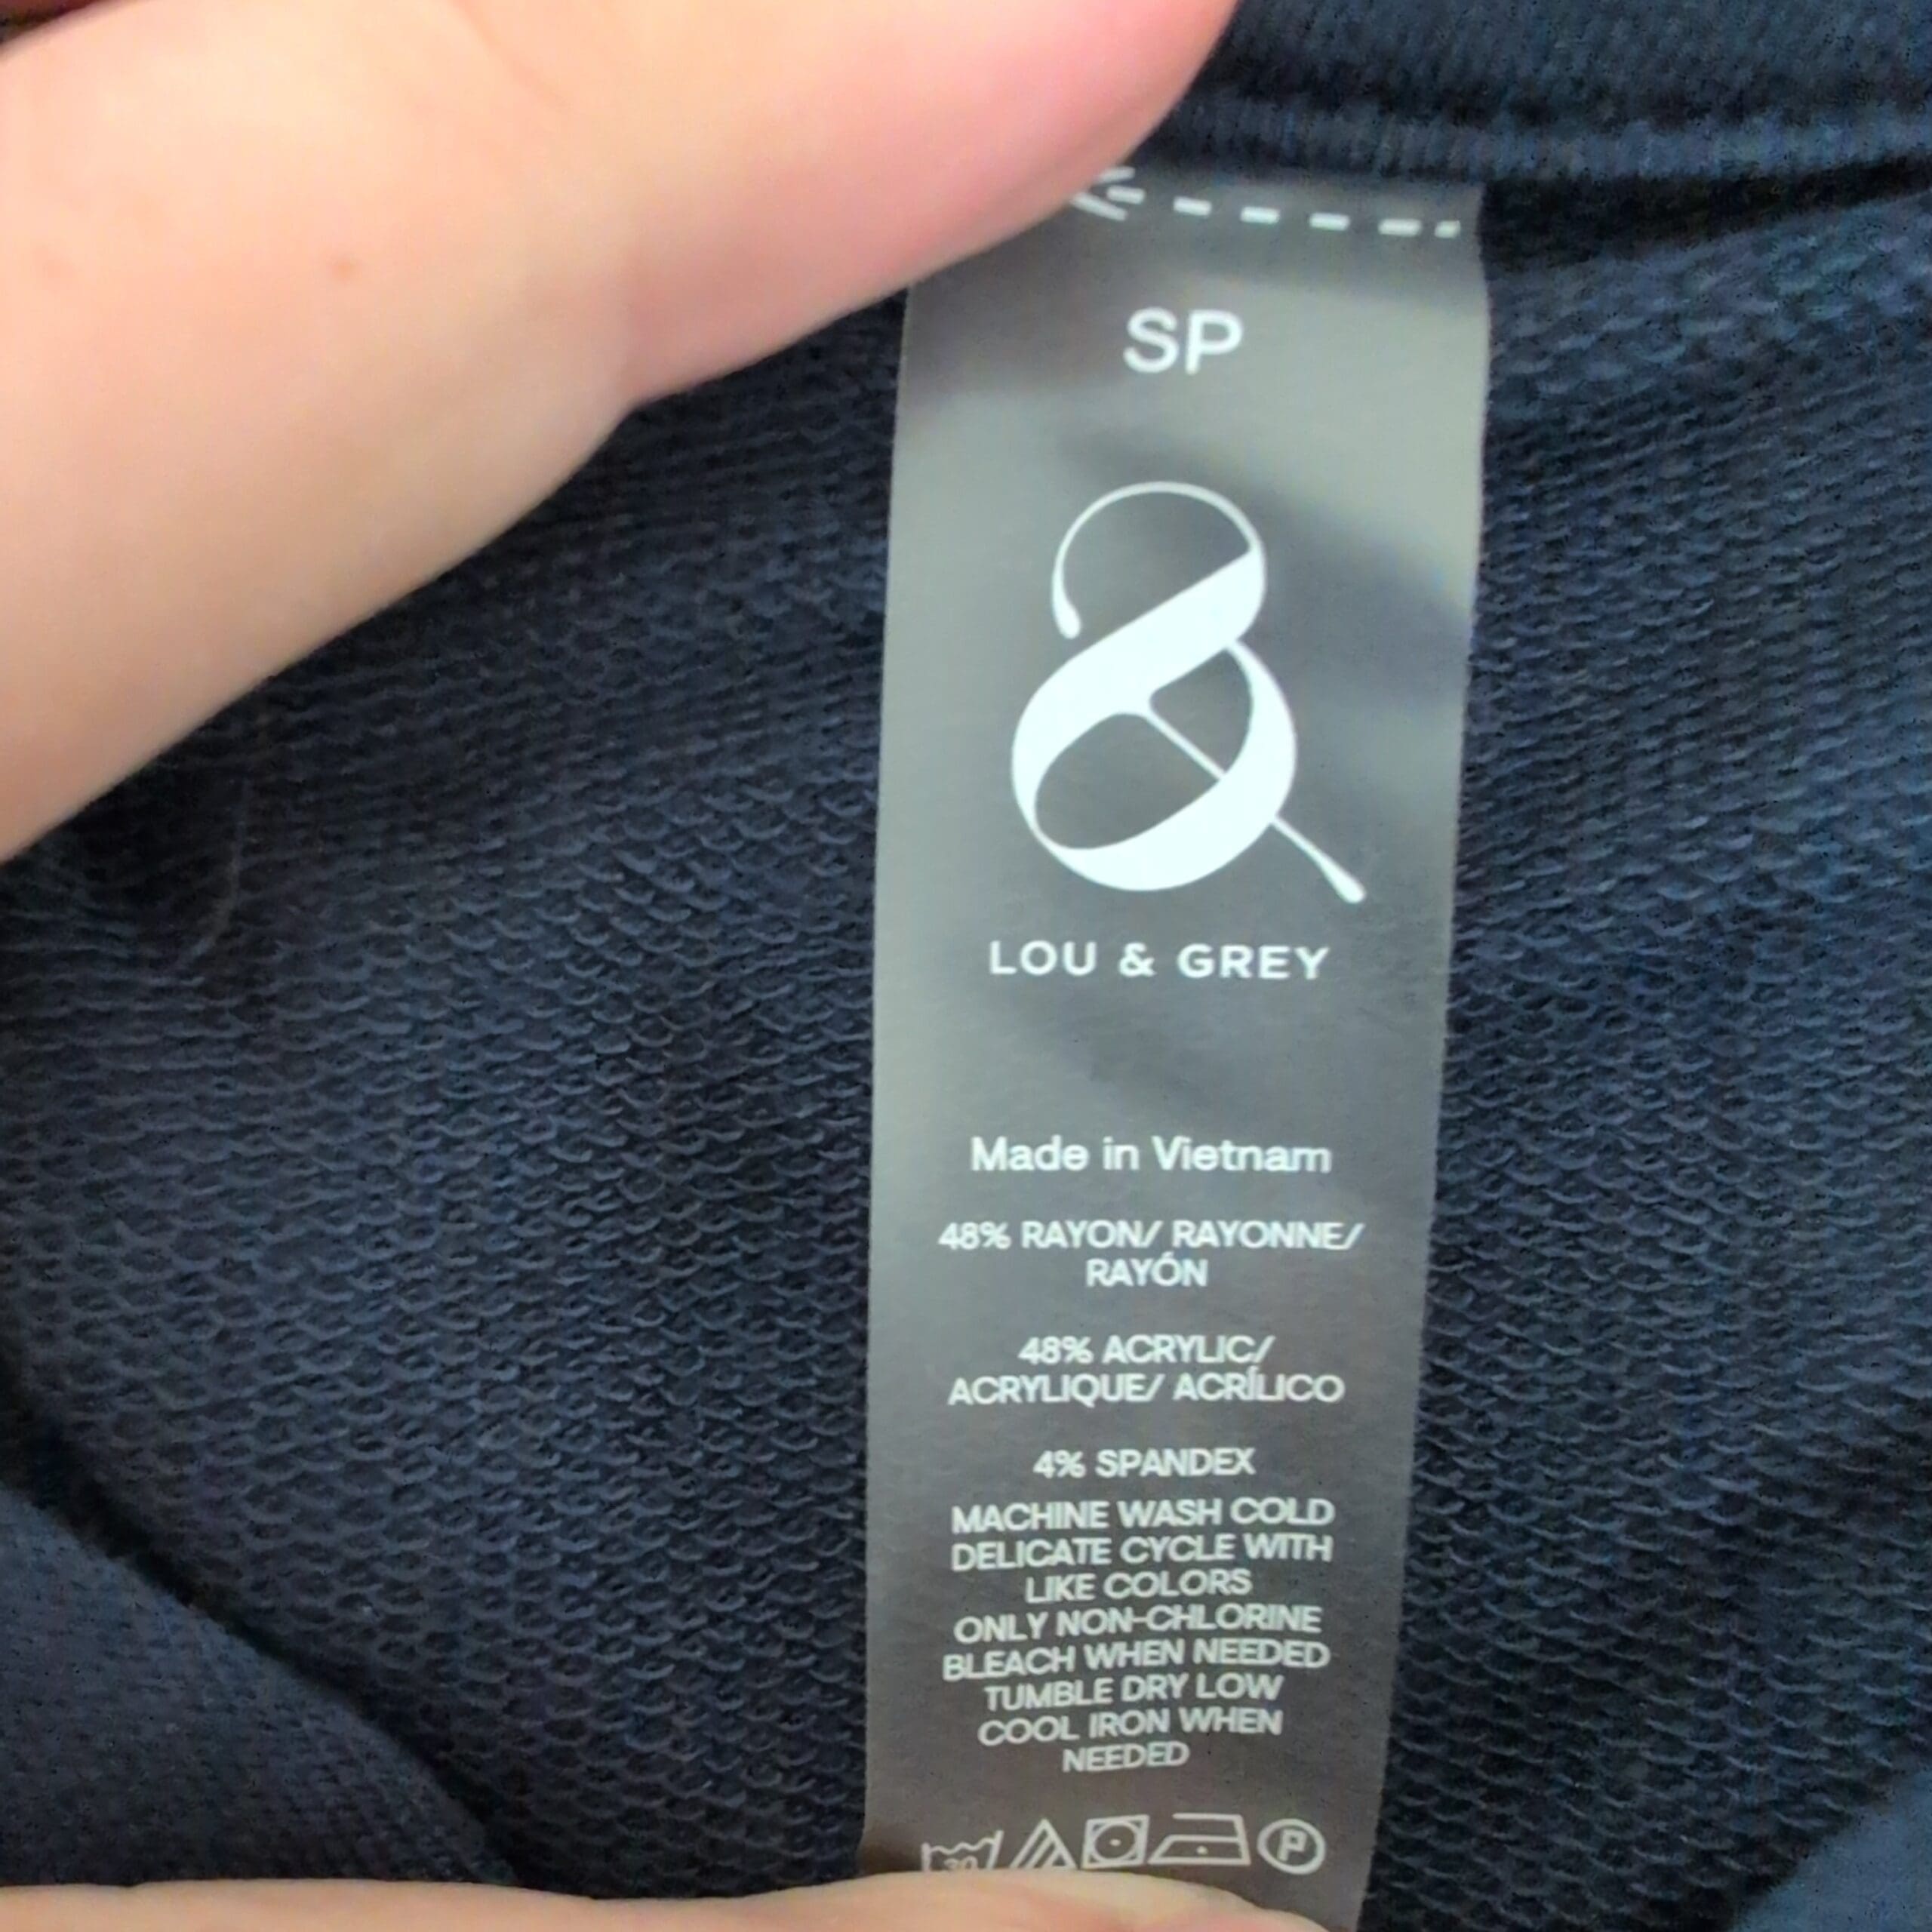 SP
&
LOU & GREY
Made in Vietnam
48% RAYON/ RAYONNE/
RAYÓN
48% ACRYLIC/
ACRYLIQUE/ ACRÍLICO
4% SPANDEX
MACHINE WASH COLD
DELICATE CYCLE WITH
LIKE COLORS
ONLY NON-CHLORINE
BLEACH WHEN NEEDED
TUMBLE DRY LOW
COOL IRON WHEN
NEEDED
30 P